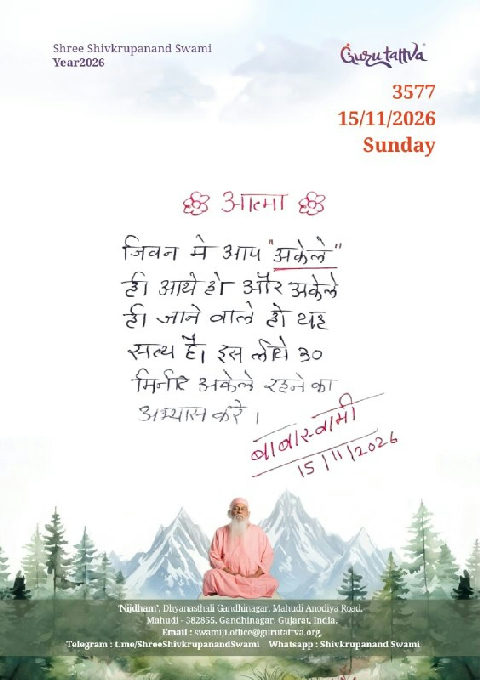 Shree Shivkrupanand Swami
Year2026
Gurutattva
3577
15/11/2026
Sunday
आत्मा
जिवन मे आप "अकेले"
ही आये हो और अकेले
ही जाने वाले हो यह
सत्य है। इस लीये 30
मिनीट अकेले रहने का
अभ्यास करे ।
बाबास्वामी
15/11/2026
'Nijdham', Dhyanasthali Gandhinagar, Mahudi Anodiya Road,
Mahudi - 382855, Gandhinagar, Gujarat, India.
Email : swamiji.office@gurutattva.org,
Telegram : t.me/ShreeShivkrupanandSwami Whatsapp : Shivkrupanand Swami